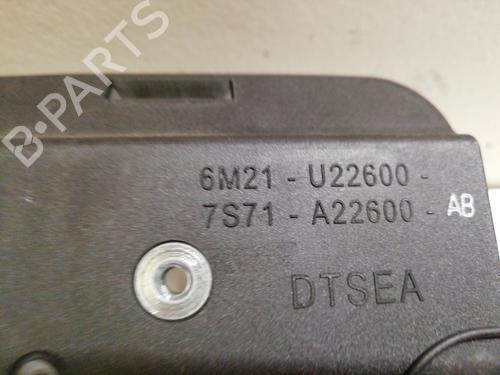 B-PARTS
6M21 - U22600 -
7S71 - A22600 - AB
DTSEA